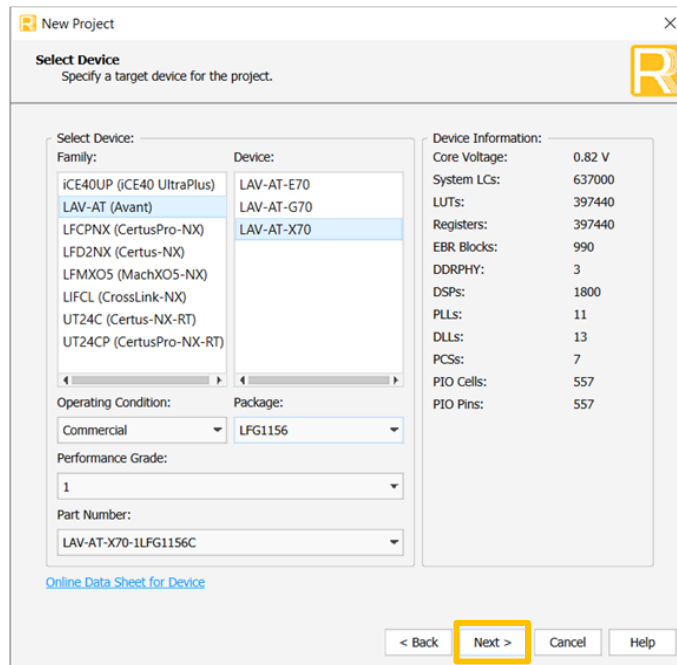 New Project
Select Device
Specify a target device for the project.
Select Device:
Family:
iCE40UP (iCE40 UltraPlus)
LAV-AT (Avant)
LFCPNX (CertusPro-NX)
LFD2NX (Certus-NX)
LFMXO5 (MachXO5-NX)
LIFCL (CrossLink-NX)
UT24C (Certus-NX-RT)
UT24CP (CertusPro-NX-RT)
Device:
LAV-AT-E70
LAV-AT-G70
LAV-AT-X70
Operating Condition:
Commercial
Package:
LFG1156
Performance Grade:
1
Part Number:
LAV-AT-X70-1LFG1156C
Online Data Sheet for Device
Device Information:
Core Voltage: 0.82 V
System LCs: 637000
LUTs: 397440
Registers: 397440
EBR Blocks: 990
DDRPHY: 3
DSPs: 1800
PLLs: 11
DLLs: 13
PCSs: 7
PIO Cells: 557
PIO Pins: 557
< Back Next > Cancel Help